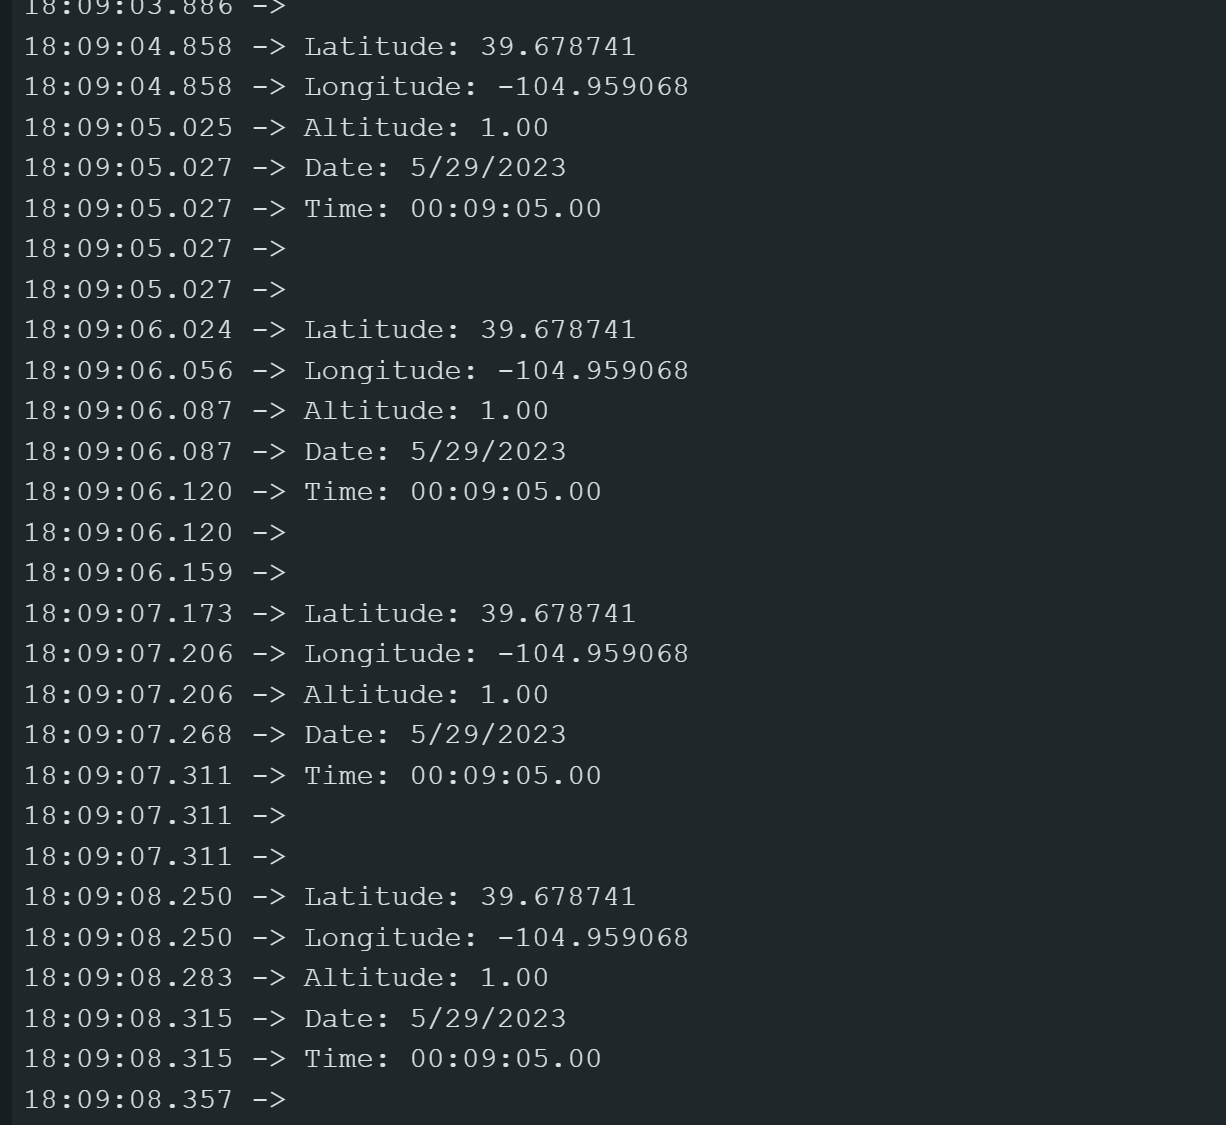 18:09:03.886 ->
18:09:04.858 -> Latitude: 39.678741
18:09:04.858 -> Longitude: -104.959068
18:09:05.025 -> Altitude: 1.00
18:09:05.027 -> Date: 5/29/2023
18:09:05.027 -> Time: 00:09:05.00
18:09:05.027 ->
18:09:05.027 ->
18:09:06.024 -> Latitude: 39.678741
18:09:06.056 -> Longitude: -104.959068
18:09:06.087 -> Altitude: 1.00
18:09:06.087 -> Date: 5/29/2023
18:09:06.120 -> Time: 00:09:05.00
18:09:06.120 ->
18:09:06.159 ->
18:09:07.173 -> Latitude: 39.678741
18:09:07.206 -> Longitude: -104.959068
18:09:07.206 -> Altitude: 1.00
18:09:07.268 -> Date: 5/29/2023
18:09:07.311 -> Time: 00:09:05.00
18:09:07.311 ->
18:09:07.311 ->
18:09:08.250 -> Latitude: 39.678741
18:09:08.250 -> Longitude: -104.959068
18:09:08.283 -> Altitude: 1.00
18:09:08.315 -> Date: 5/29/2023
18:09:08.315 -> Time: 00:09:05.00
18:09:08.357 ->